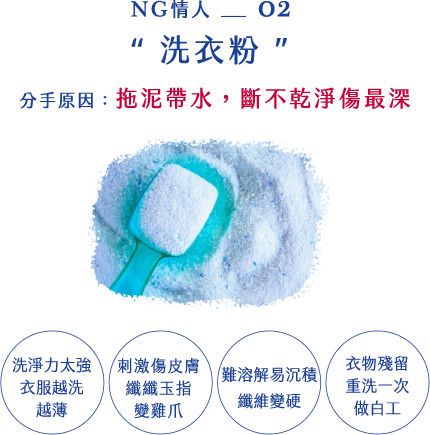 NG情人 __ 02
“ 洗衣粉 ”
分手原因：拖泥帶水，斷不乾淨傷最深
洗淨力太強
衣服越洗
越薄
刺激傷皮膚
纖纖玉指
變雞爪
難溶解易沉積
纖維變硬
衣物殘留
重洗一次
做白工